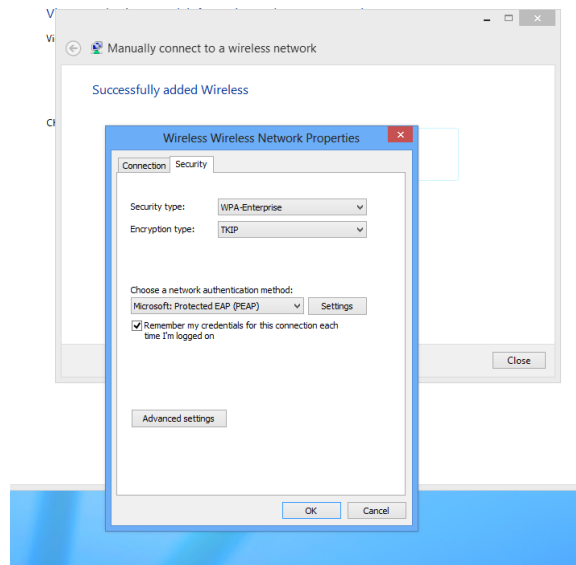 Manually connect to a wireless network
Successfully added Wireless
Wireless Wireless Network Properties
Connection
Security
Security type:
WPA-Enterprise
Encryption type:
TKIP
Choose a network authentication method:
Microsoft: Protected EAP (PEAP)
Settings
Remember my credentials for this connection each
time I'm logged on
Advanced settings
OK
Cancel
Close